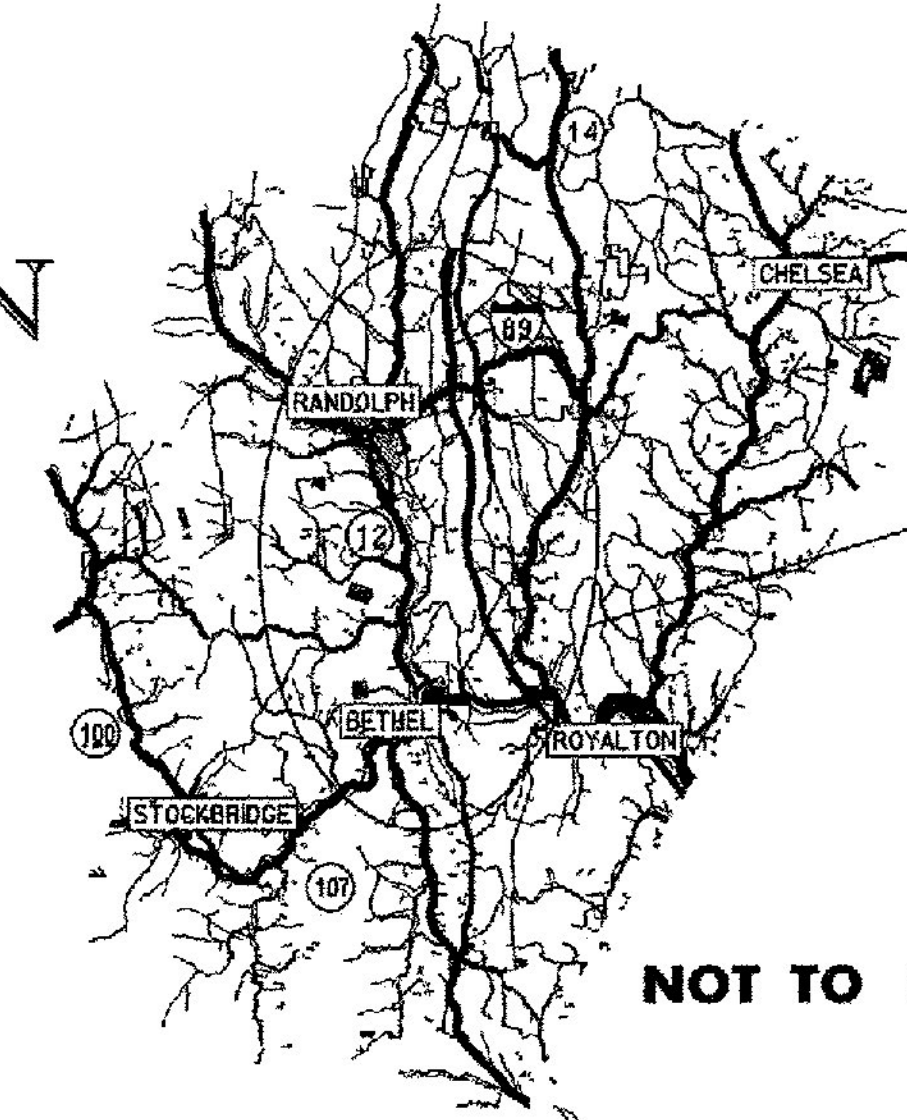 14
CHELSEA
89
RANDOLPH
12
BETHEL
100
ROYALTON
STOCKBRIDGE
107
NOT TO